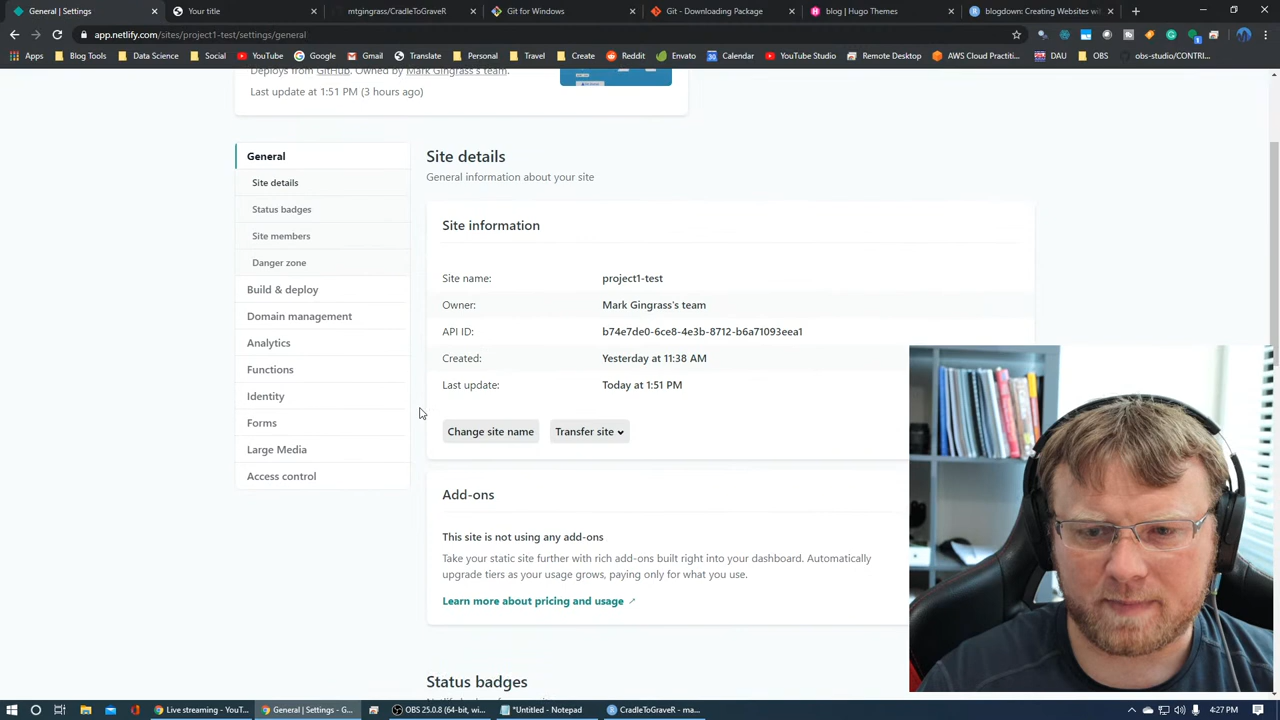 General | Settings
Your title
mtgingrass/CradleToGraveR
Git for Windows
Git - Downloading Package
blog | Hugo Themes
blogdown: Creating Websites wit
app.netlify.com/sites/project1-test/settings/general
Apps
Blog Tools
Data Science
Social
YouTube
Google
Gmail
Translate
Personal
Travel
Create
Reddit
Envato
Calendar
YouTube Studio
Remote Desktop
AWS Cloud Practiti...
DAU
OBS
obs-studio/CONTRI...
Deploys from GitHub. Owned by Mark Gingrass's team.
Last update at 1:51 PM (3 hours ago)
General
Site details
Status badges
Site members
Danger zone
Build & deploy
Domain management
Analytics
Functions
Identity
Forms
Large Media
Access control
Site details
General information about your site
Site information
Site name: project1-test
Owner: Mark Gingrass's team
API ID: b74e7de0-6ce8-4e3b-8712-b6a71093eea1
Created: Yesterday at 11:38 AM
Last update: Today at 1:51 PM
Change site name
Transfer site
Add-ons
This site is not using any add-ons
Take your static site further with rich add-ons built right into your dashboard. Automatically
upgrade tiers as your usage grows, paying only for what you use.
Learn more about pricing and usage
Status badges
Live streaming - YouT...
General | Settings - G...
OBS 25.0.8 (64-bit, wi...
*Untitled - Notepad
CradleToGraveR - ma...
4:27 PM